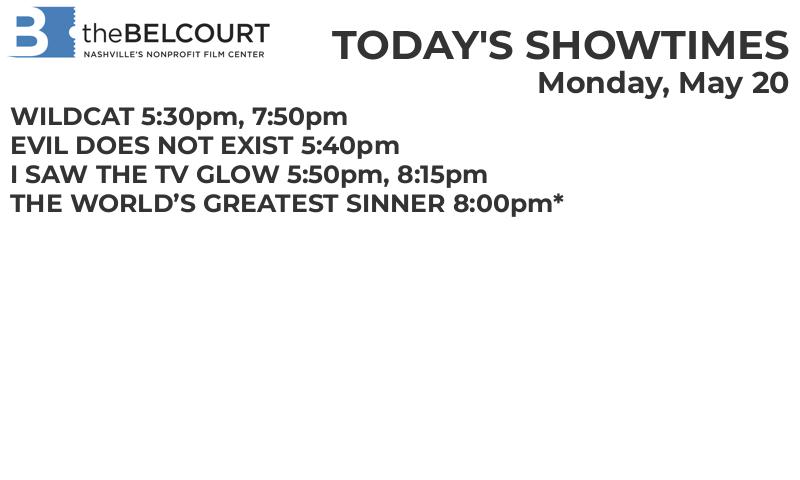 B theBELCOURT
NASHVILLE'S NONPROFIT FILM CENTER
TODAY'S SHOWTIMES
Monday, May 20
WILDCAT 5:30pm, 7:50pm
EVIL DOES NOT EXIST 5:40pm
I SAW THE TV GLOW 5:50pm, 8:15pm
THE WORLD’S GREATEST SINNER 8:00pm*